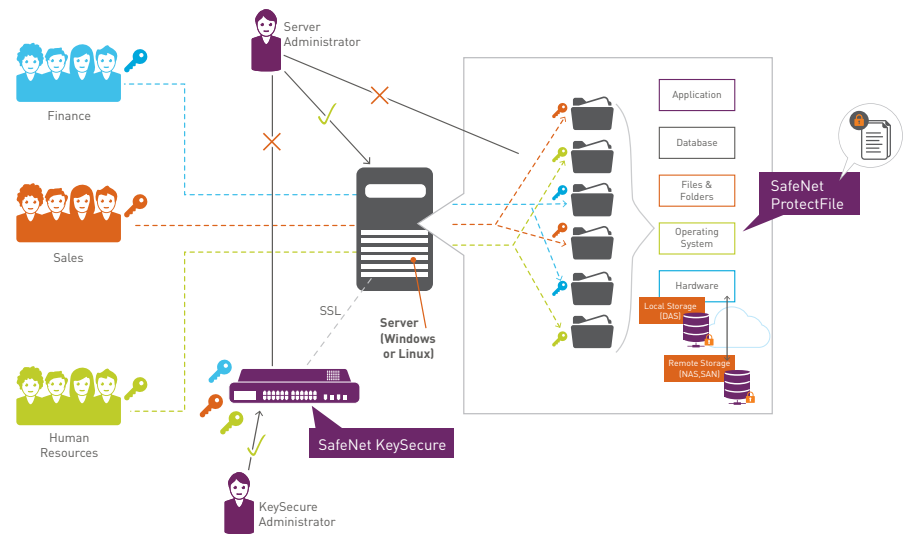 Server
Administrator
Finance
Sales
Human
Resources
SSL
Server
(Windows
or Linux)
SafeNet KeySecure
KeySecure
Administrator
Application
Database
Files &
Folders
Operating
System
Hardware
Local Storage
(DAS)
Remote Storage
(NAS,SAN)
SafeNet
ProtectFile